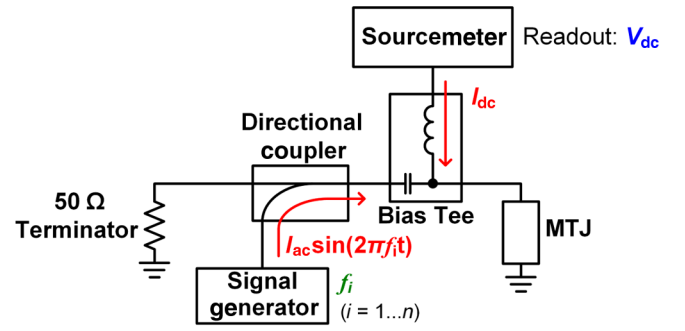 Sourcemeter
Readout: Vdc
Idc
Directional
coupler
50 Ω
Terminator
Bias Tee
MTJ
Iacsin(2πfit)
Signal
generator
fi
(i = 1...n)